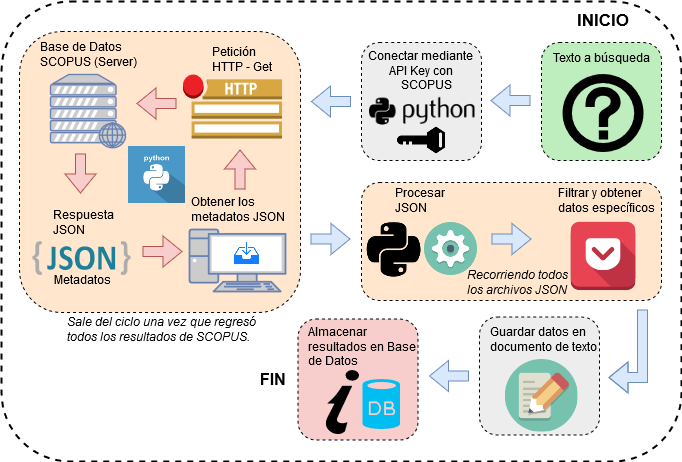 INICIO
Texto a búsqueda
Conectar mediante
API Key con
SCOPUS
python
Petición
HTTP - Get
HTTP
Base de Datos
SCOPUS (Server)
python
Respuesta
JSON
{JSON}
Metadatos
Obtener los
metadatos JSON
Sale del ciclo una vez que regresó
todos los resultados de SCOPUS.
Procesar
JSON
Filtrar y obtener
datos específicos
Recorriendo todos
los archivos JSON
Guardar datos en
documento de texto
Almacenar
resultados en Base
de Datos
DB
FIN